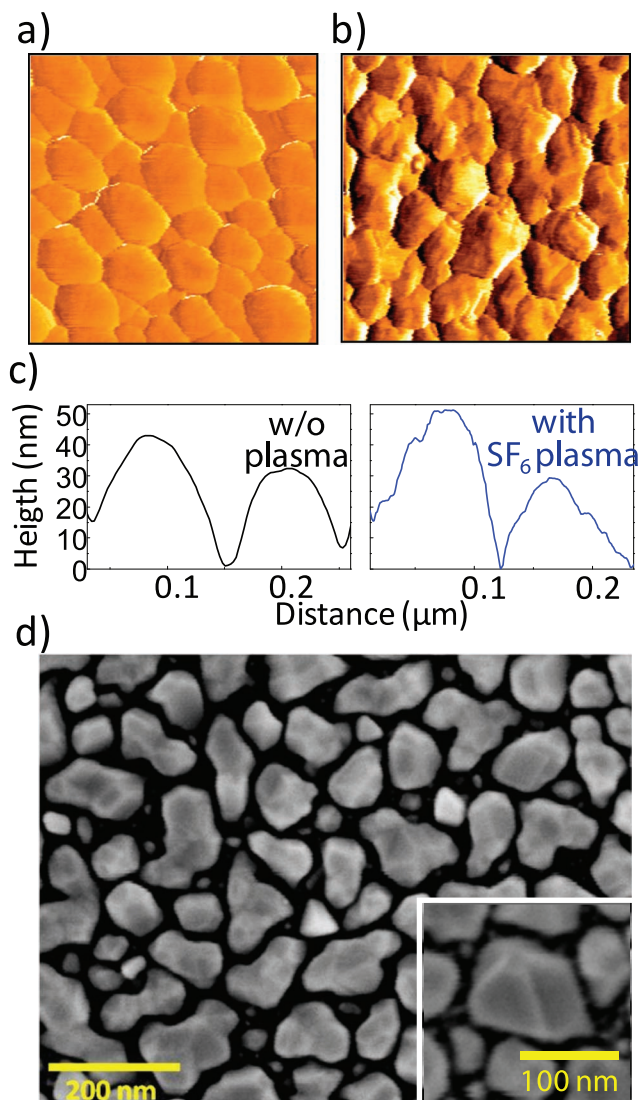 a) b)
c)
50
40
30
20
10
0
Heigth (nm)
w/o
plasma
with
SF6 plasma
0.1 0.2 0.1 0.2
Distance (µm)
d)
200 nm
100 nm